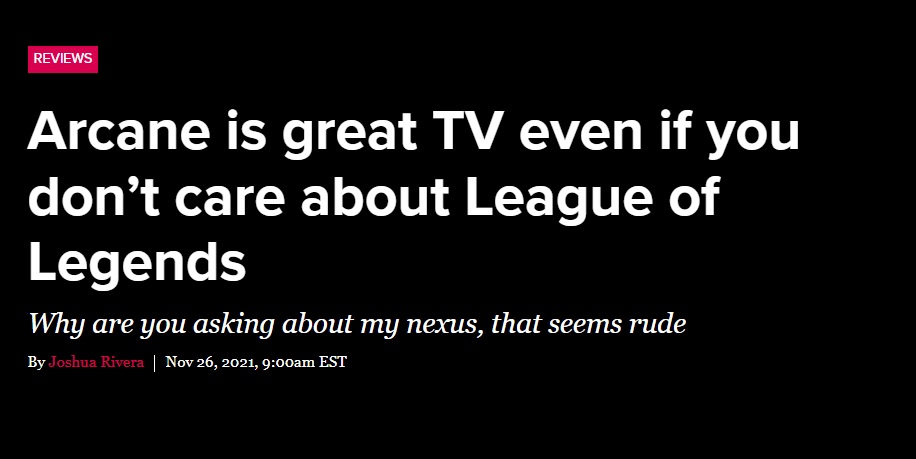 REVIEWS
Arcane is great TV even if you
don’t care about League of
Legends
Why are you asking about my nexus, that seems rude
By Joshua Rivera | Nov 26, 2021, 9:00am EST